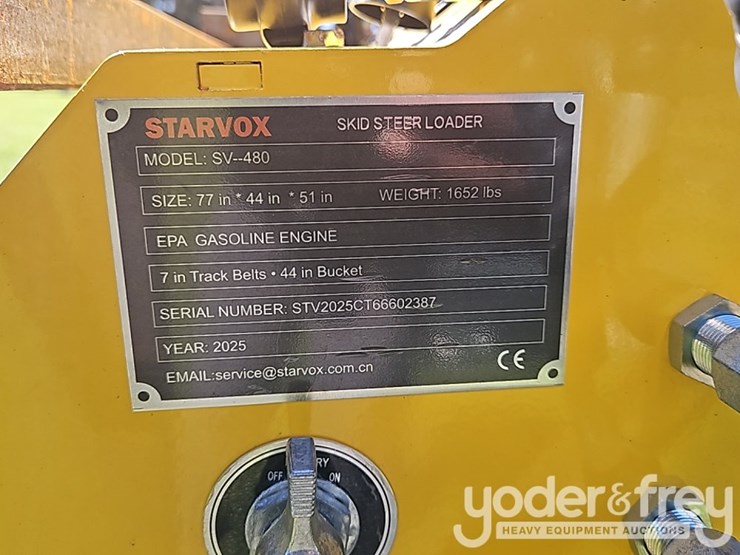 STARVOX SKID STEER LOADER
MODEL: SV--480
SIZE: 77 in * 44 in * 51 in WEIGHT: 1652 lbs
EPA GASOLINE ENGINE
7 in Track Belts • 44 in Bucket
SERIAL NUMBER: STV2025CT66602387
YEAR: 2025
EMAIL:service@starvox.com.cn CE
OFF ON
yoder&frey
HEAVY EQUIPMENT AUCTIONS